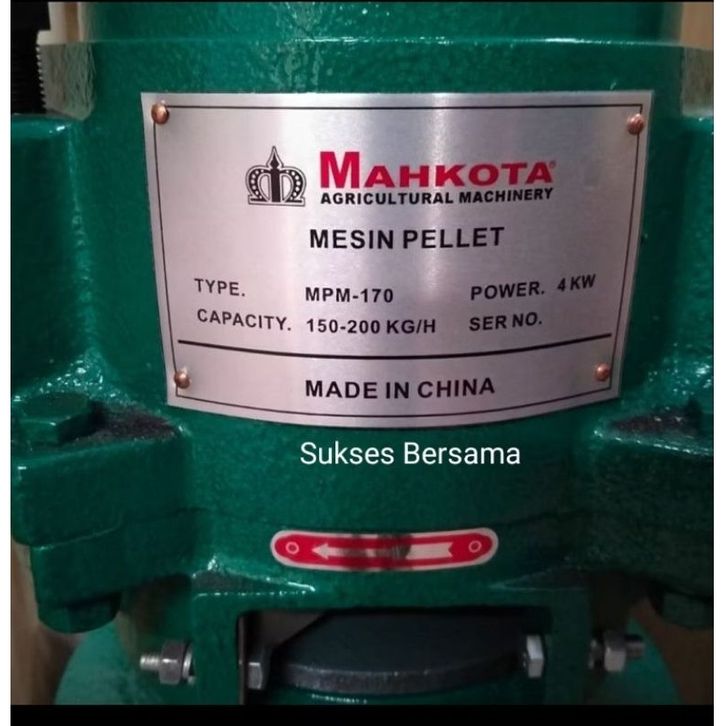 MAHKOTA®
AGRICULTURAL MACHINERY
MESIN PELLET
TYPE. MPM-170 POWER. 4 KW
CAPACITY. 150-200 KG/H SER NO.
MADE IN CHINA
Sukses Bersama